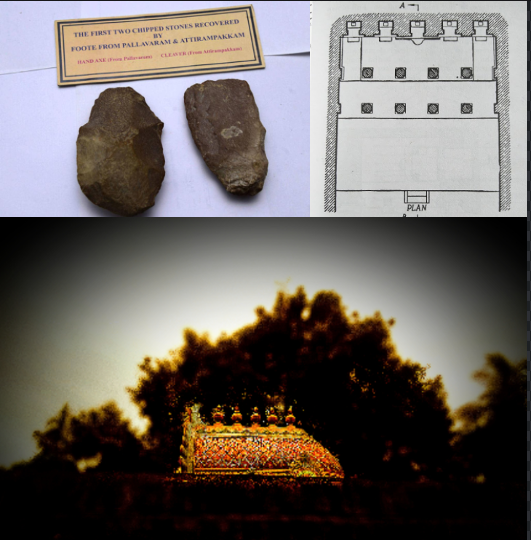 THE FIRST TWO CHIPPED STONES RECOVERED
BY
FOOTE FROM PALLAVARAM & ATTIRAMPAKKAM
HANDAXE (From Pallavaram) CLEAVER (From Attirampakkam)
A
PLAN